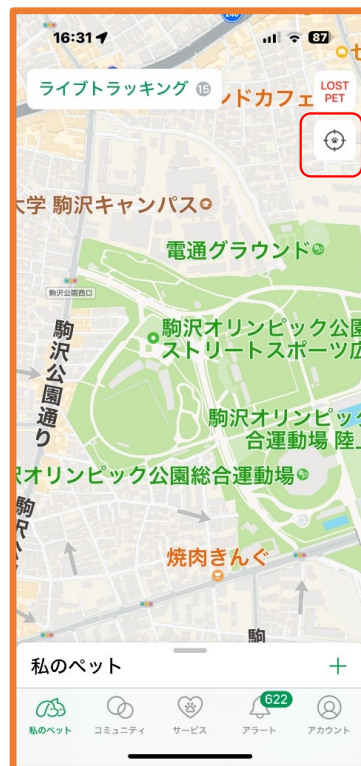 246
16:31
87
ライブトラッキング 15
ンドカフェ
LOST
PET
大学 駒沢キャンパス
電通グラウンド
駒沢公園西口
駒沢オリンピック公園
ストリートスポーツ広
駒沢公園通り
駒沢オリンピック
合運動場 陸上
沢オリンピック公園総合運動場
駒沢公
焼肉きんぐ
駒
私のペット
+
622
私のペット
コミュニティ
サービス
アラート
アカウント